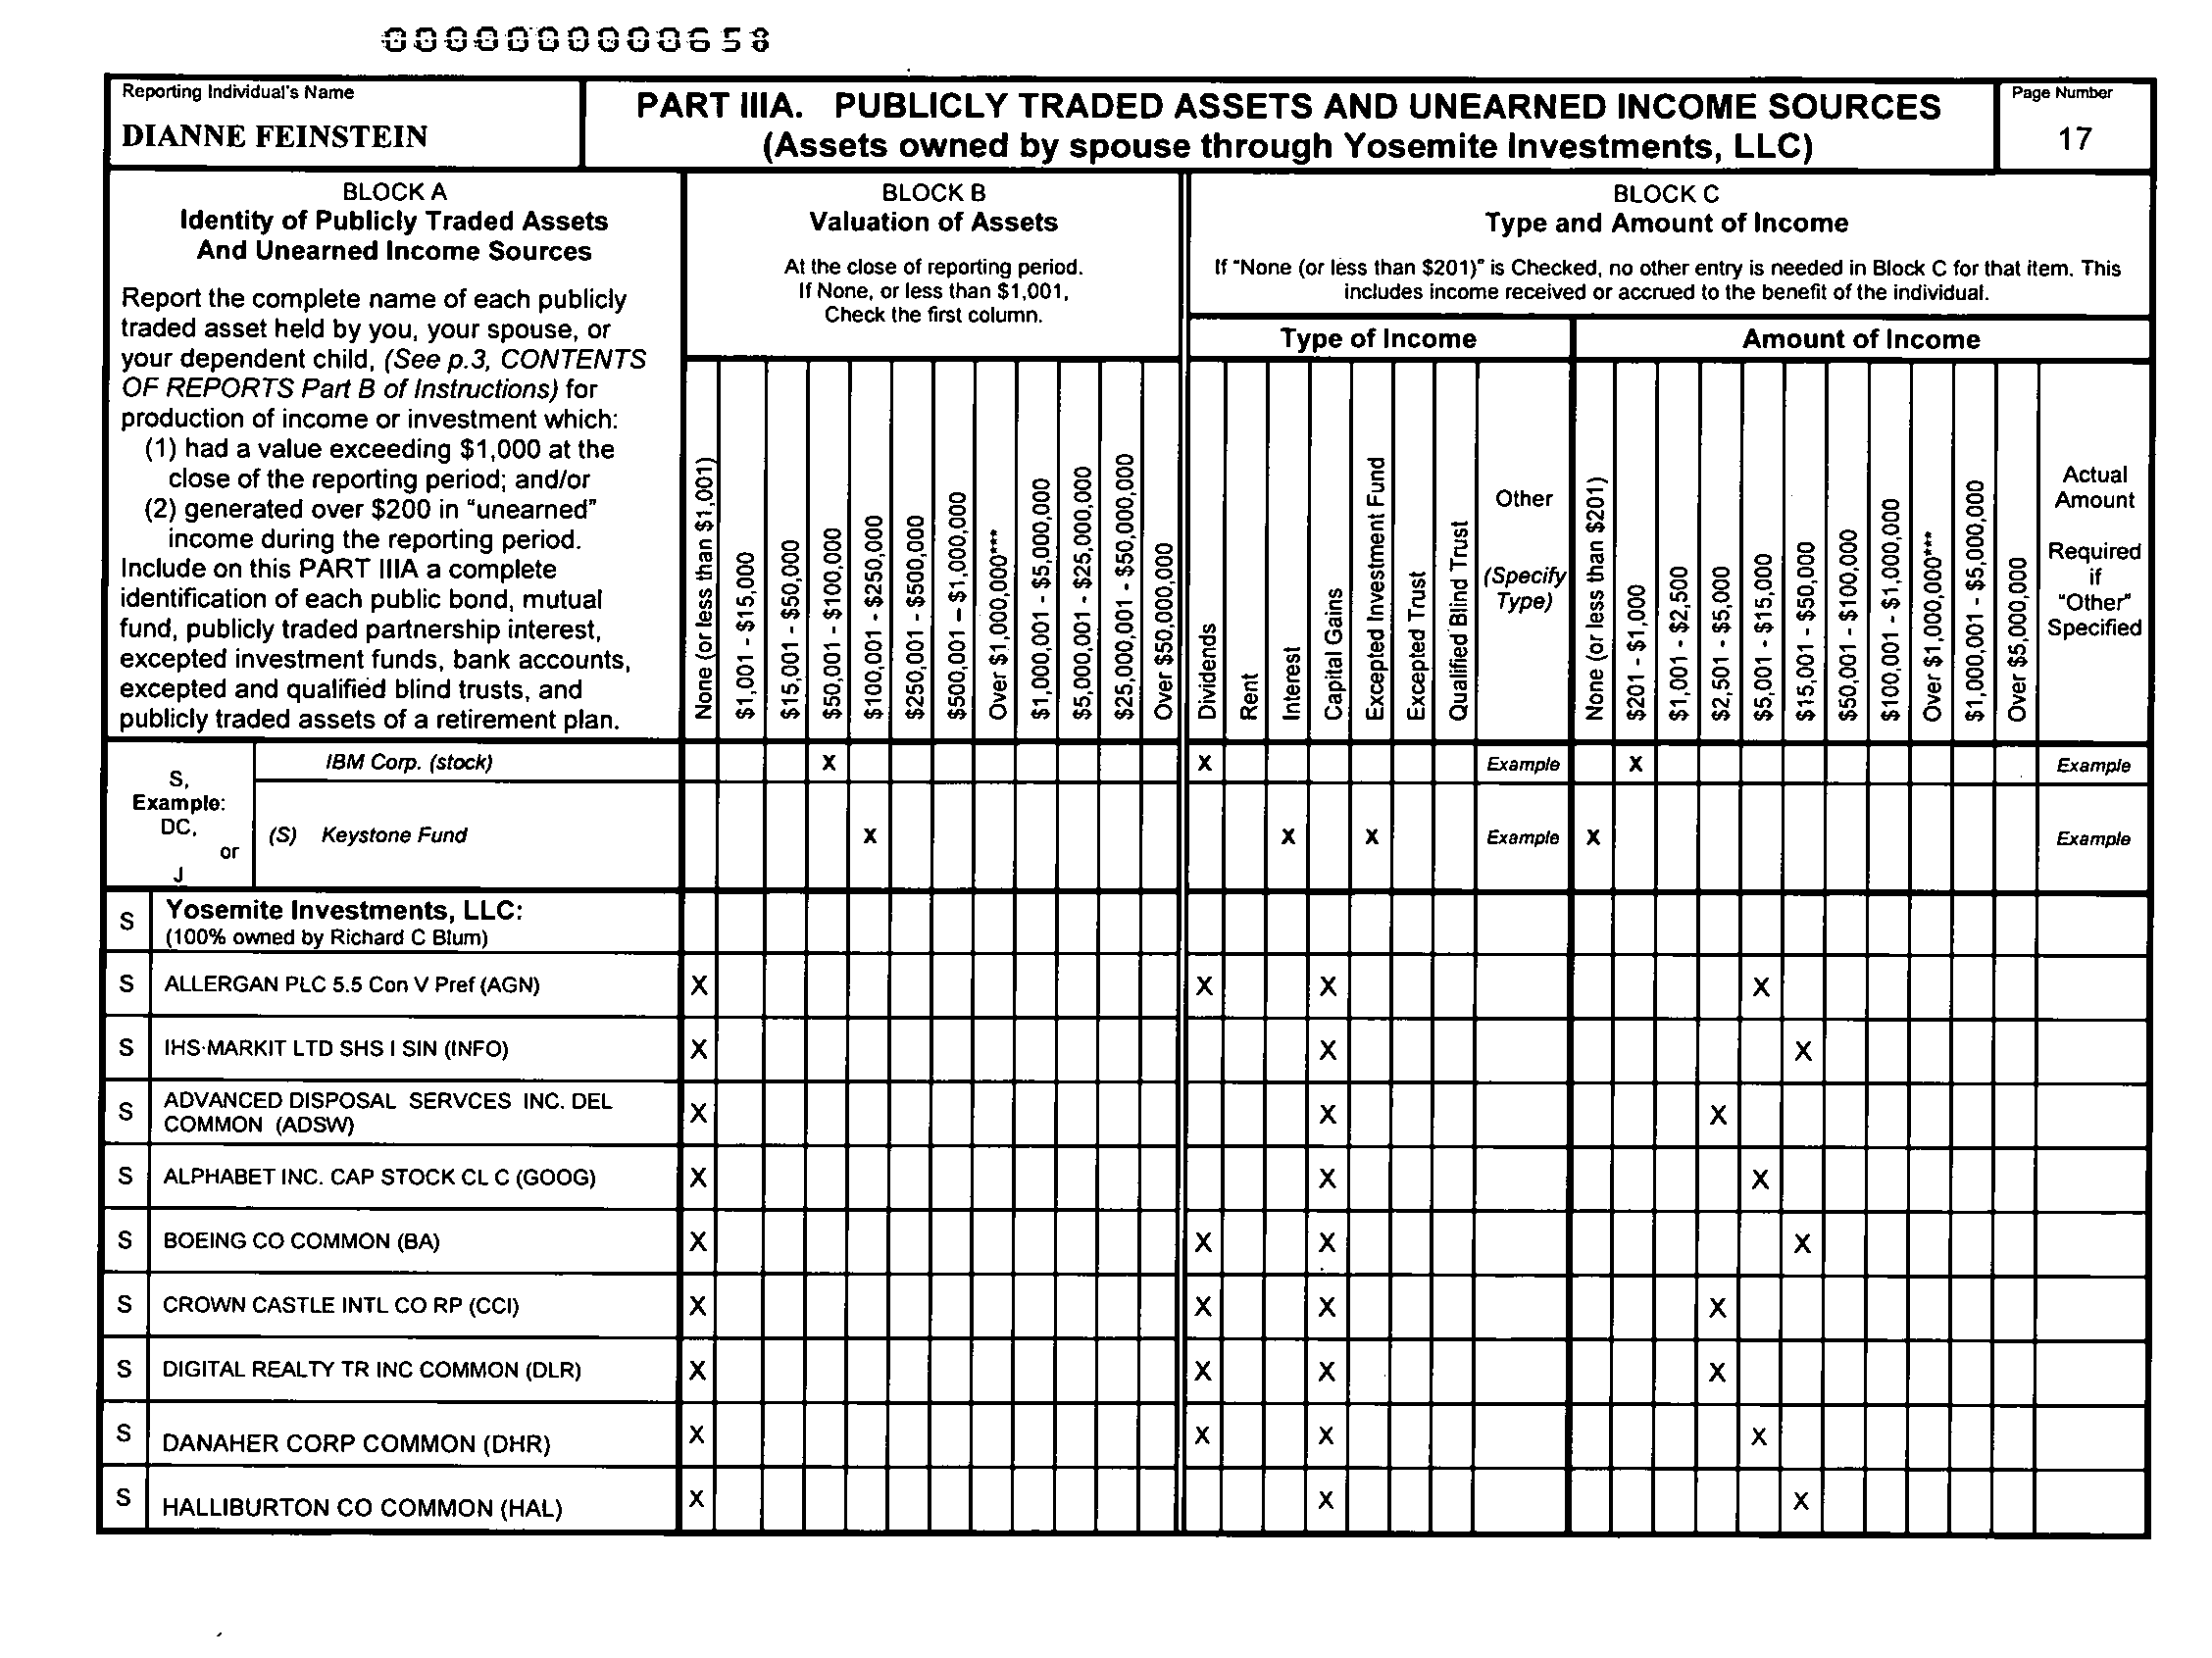 000000000658
Reporting Individual's Name
DIANNE FEINSTEIN
PART IIIA. PUBLICLY TRADED ASSETS AND UNEARNED INCOME SOURCES
(Assets owned by spouse through Yosemite Investments, LLC)
Page Number
17
BLOCK A
Identity of Publicly Traded Assets
And Unearned Income Sources
Report the complete name of each publicly
traded asset held by you, your spouse, or
your dependent child, (See p.3, CONTENTS
OF REPORTS Part B of Instructions) for
production of income or investment which:
(1) had a value exceeding $1,000 at the
close of the reporting period; and/or
(2) generated over $200 in "unearned"
income during the reporting period.
Include on this PART IIIA a complete
identification of each public bond, mutual
fund, publicly traded partnership interest,
excepted investment funds, bank accounts,
excepted and qualified blind trusts, and
publicly traded assets of a retirement plan.
BLOCK B
Valuation of Assets
At the close of reporting period.
If None, or less than $1,001,
Check the first column.
None (or less than $1,001)
$1,001 - $15,000
$15,001 - $50,000
$50,001 - $100,000
$100,001 - $250,000
$250,001 - $500,000
$500,001 – $1,000,000
Over $1,000,000***
$1,000,001 - $5,000,000
$5,000,001 - $25,000,000
$25,000,001 - $50,000,000
Over $50,000,000
BLOCK C
Type and Amount of Income
If "None (or less than $201)" is Checked, no other entry is needed in Block C for that item. This
includes income received or accrued to the benefit of the individual.
Type of Income
Dividends
Rent
Interest
Capital Gains
Excepted Investment Fund
Excepted Trust
Qualified Blind Trust
Other
(Specify
Type)
Amount of Income
None (or less than $201)
$201 - $1,000
$1,001 - $2,500
$2,501 - $5,000
$5,001 - $15,000
$15,001 - $50,000
$50,001 - $100,000
$100,001 - $1,000,000
Over $1,000,000***
$1,000,001 - $5,000,000
Over $5,000,000
Actual
Amount
Required
if
"Other"
Specified
S,
Example:
DC,
or
J
IBM Corp. (stock) X X Example X Example
(S) Keystone Fund X X X Example X Example
S Yosemite Investments, LLC:
(100% owned by Richard C Blum)
S ALLERGAN PLC 5.5 Con V Pref (AGN) X X X X
S IHS-MARKIT LTD SHS I SIN (INFO) X X X
S ADVANCED DISPOSAL SERVCES INC. DEL
COMMON (ADSW) X X X
S ALPHABET INC. CAP STOCK CL C (GOOG) X X X
S BOEING CO COMMON (BA) X X X X
S CROWN CASTLE INTL CO RP (CCI) X X X X
S DIGITAL REALTY TR INC COMMON (DLR) X X X X
S DANAHER CORP COMMON (DHR) X X X X
S HALLIBURTON CO COMMON (HAL) X X X